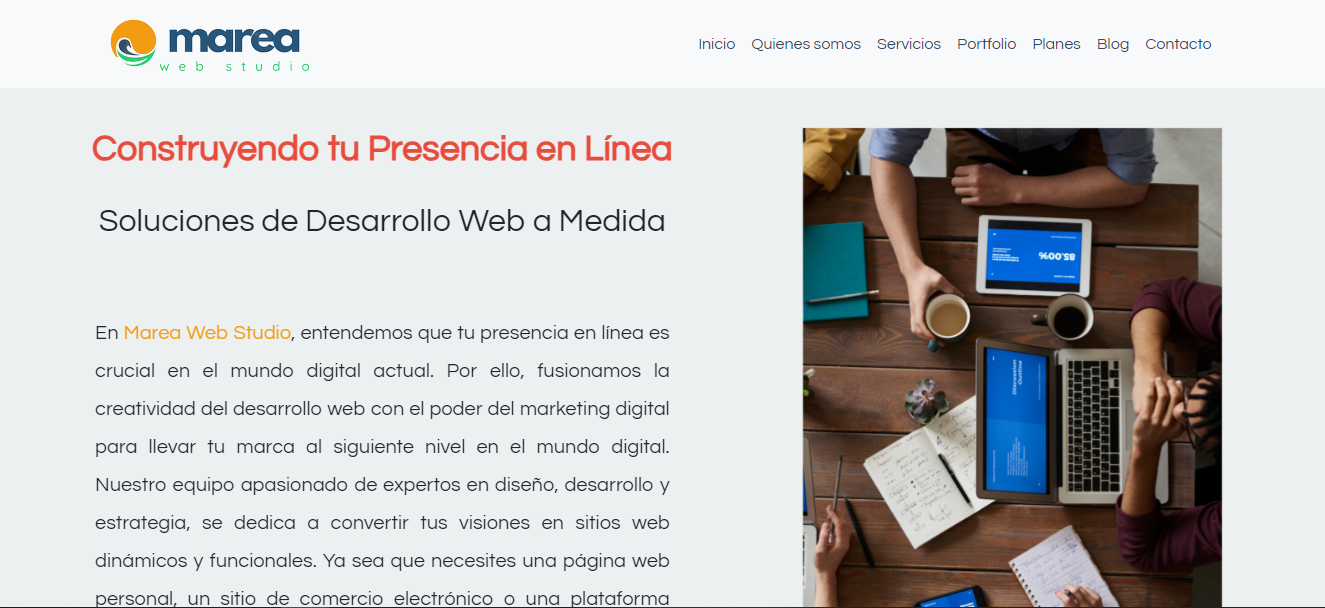 marea
web studio
Inicio Quienes somos Servicios Portfolio Planes Blog Contacto
Construyendo tu Presencia en Línea
Soluciones de Desarrollo Web a Medida
En Marea Web Studio, entendemos que tu presencia en línea es
crucial en el mundo digital actual. Por ello, fusionamos la
creatividad del desarrollo web con el poder del marketing digital
para llevar tu marca al siguiente nivel en el mundo digital.
Nuestro equipo apasionado de expertos en diseño, desarrollo y
estrategia, se dedica a convertir tus visiones en sitios web
dinámicos y funcionales. Ya sea que necesites una página web
personal, un sitio de comercio electrónico o una plataforma
85.00%
Discussion
Outline